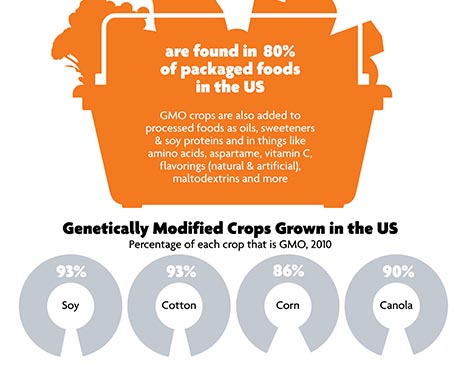 are found in 80%
of packaged foods
in the US
GMO crops are also added to
processed foods as oils, sweeteners
& soy proteins and in things like
amino acids, aspartame, vitamin C,
flavorings (natural & artificial),
maltodextrins and more
Genetically Modified Crops Grown in the US
Percentage of each crop that is GMO, 2010
93%
Soy
93%
Cotton
86%
Corn
90%
Canola